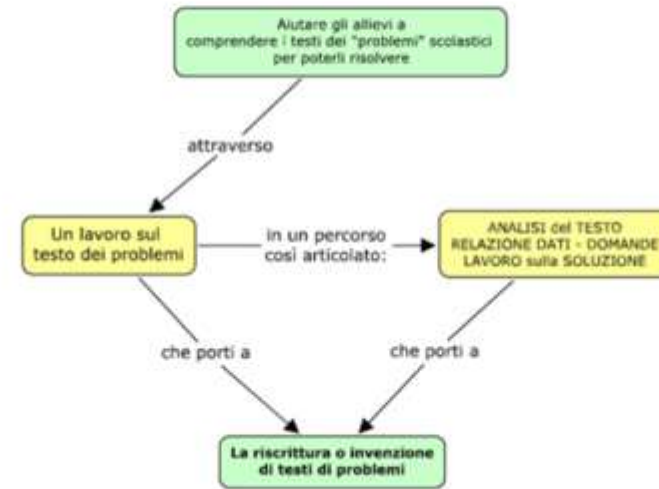 Aiutare gli allievi a
comprendere i testi dei "problemi" scolastici
per poterli risolvere
attraverso
Un lavoro sul
testo dei problemi
in un percorso
così articolato:
ANALISI del TESTO
RELAZIONE DATI - DOMANDE
LAVORO sulla SOLUZIONE
che porti a
che porti a
La riscrittura o invenzione
di testi di problemi